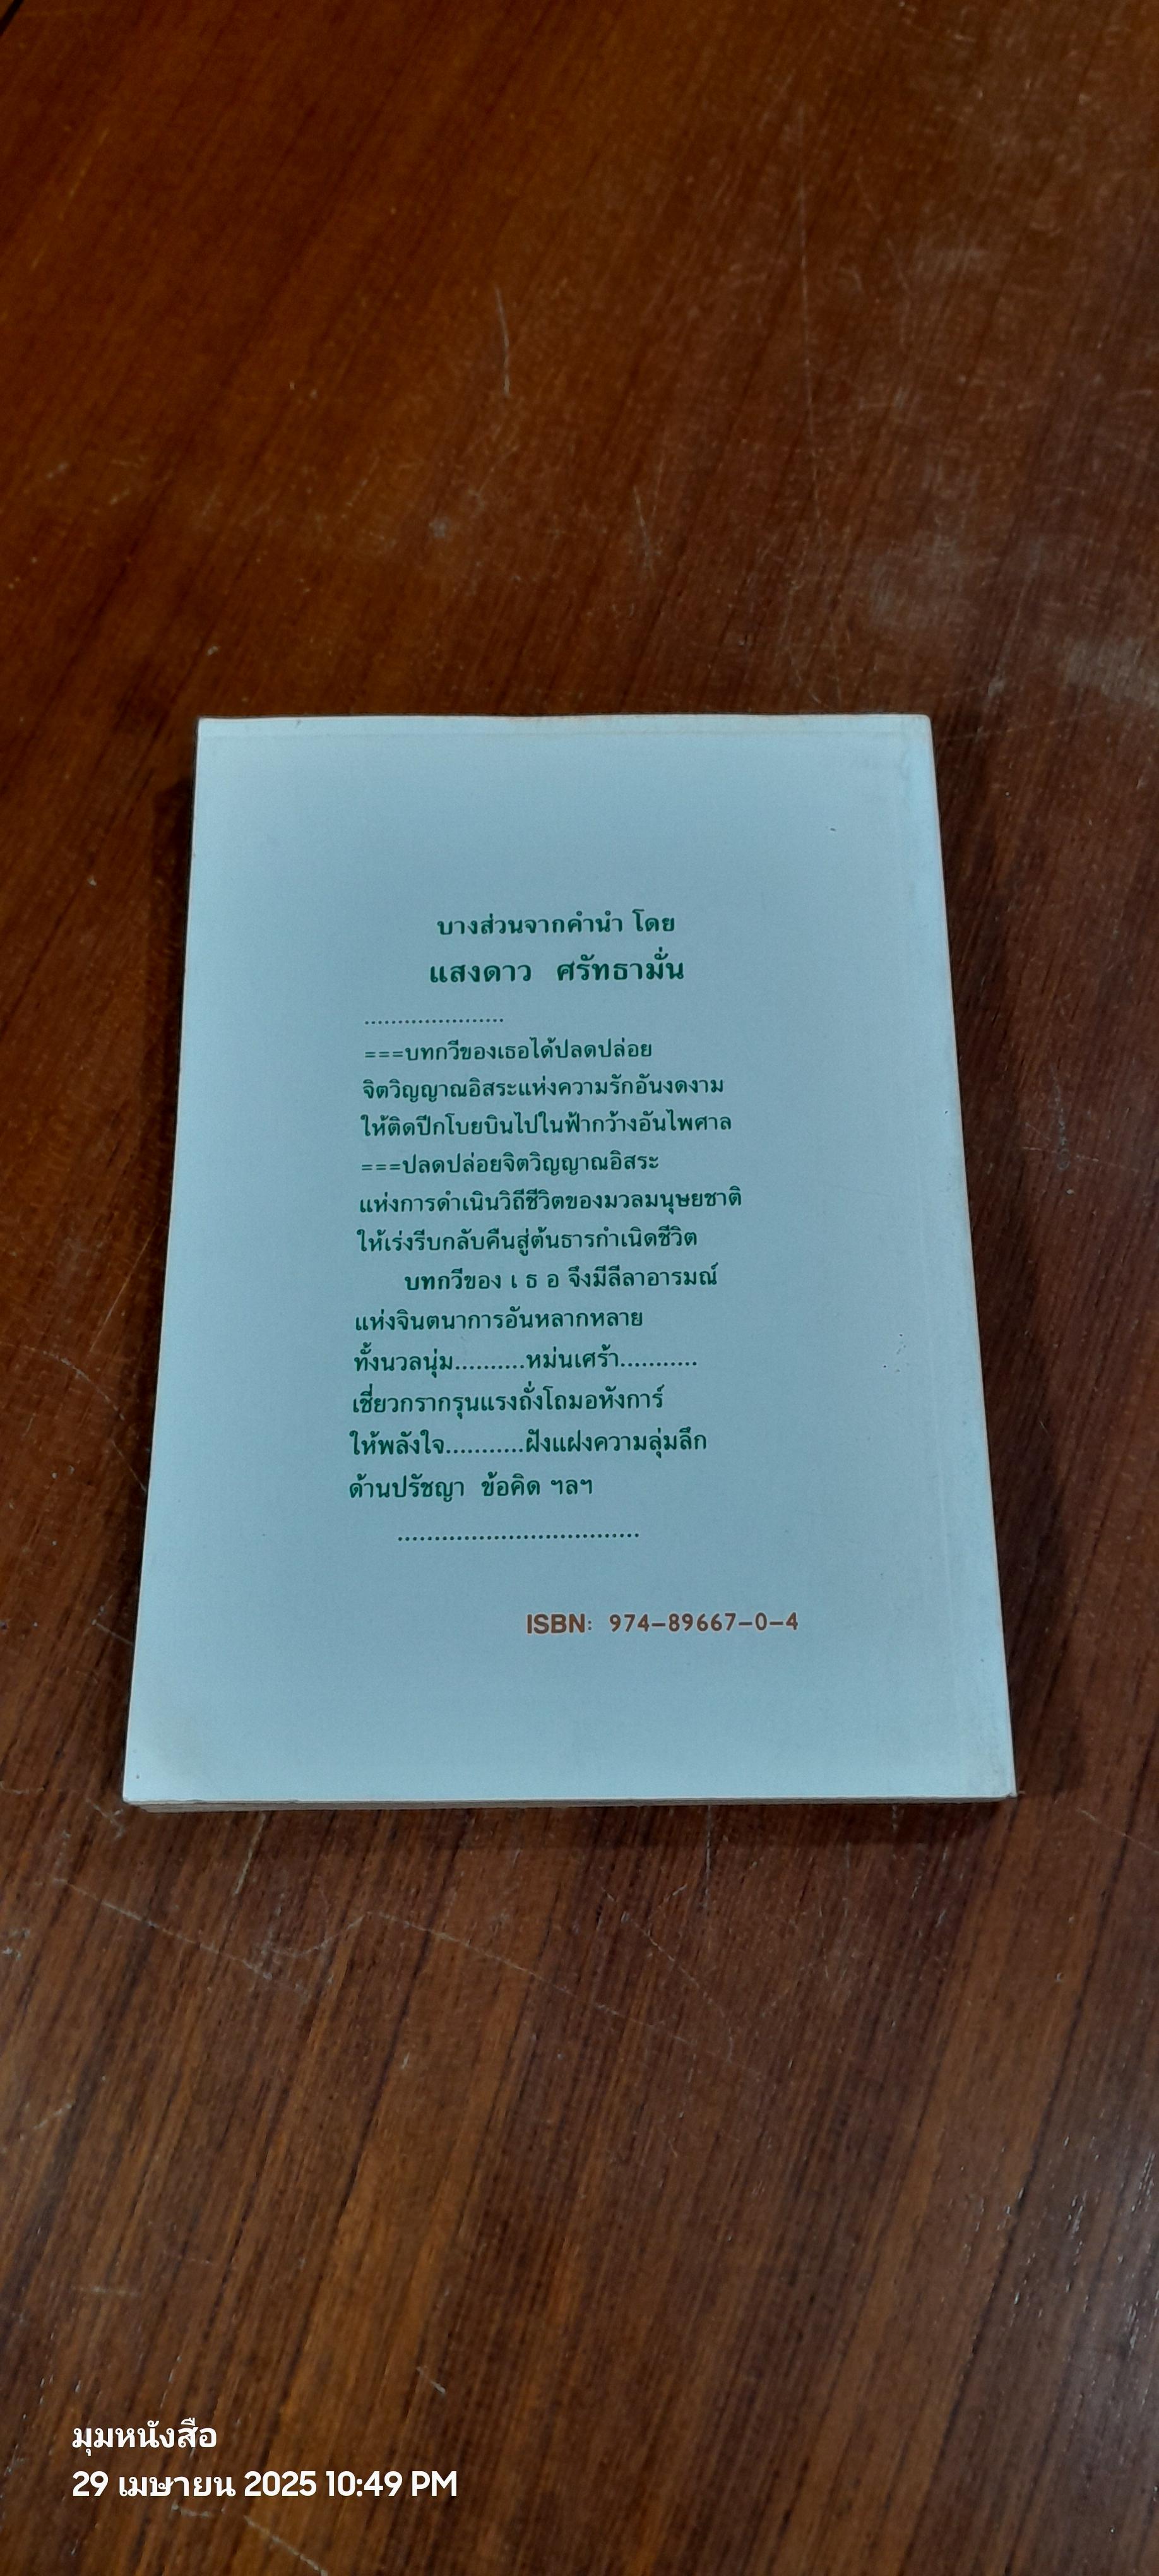 บางส่วนจากคำนำ โดย
แสงดาว ศรัทธามั่น
.....................
===บทกวีของเธอได้ปลดปล่อย
จิตวิญญาณอิสระแห่งความรักอันงดงาม
ให้ติดปีกโบยบินไปในฟ้ากว้างอันไพศาล
===ปลดปล่อยจิตวิญญาณอิสระ
แห่งการดำเนินวิถีชีวิตของมวลมนุษยชาติ
ให้เร่งรีบกลับคืนสู่ต้นธารกำเนิดชีวิต
บทกวีของ เ ธ อ จึงมีลีลาอารมณ์
แห่งจินตนาการอันหลากหลาย
ทั้งนวลนุ่ม..........หม่นเศร้า...........
เชี่ยวกรากรุนแรงถั่งโถมอหังการ์
ให้พลังใจ...........ฝังแฝงความลุ่มลึก
ด้านปรัชญา ข้อคิด ฯลฯ
.................................
ISBN: 974-89667-0-4
มุมหนังสือ
29 เมษายน 2025 10:49 PM